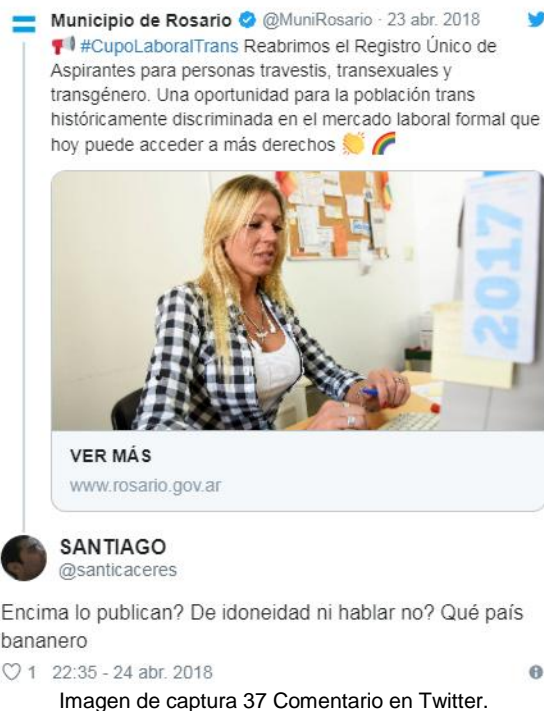 Municipio de Rosario @MuniRosario · 23 abr. 2018
#CupoLaboralTrans Reabrimos el Registro Único de
Aspirantes para personas travestis, transexuales y
transgénero. Una oportunidad para la población trans
históricamente discriminada en el mercado laboral formal que
hoy puede acceder a más derechos 👏 🌈
2017
VER MÁS
www.rosario.gov.ar
SANTIAGO
@santicaceres
Encima lo publican? De idoneidad ni hablar no? Qué país
bananero
1 22:35 - 24 abr. 2018
Imagen de captura 37 Comentario en Twitter.